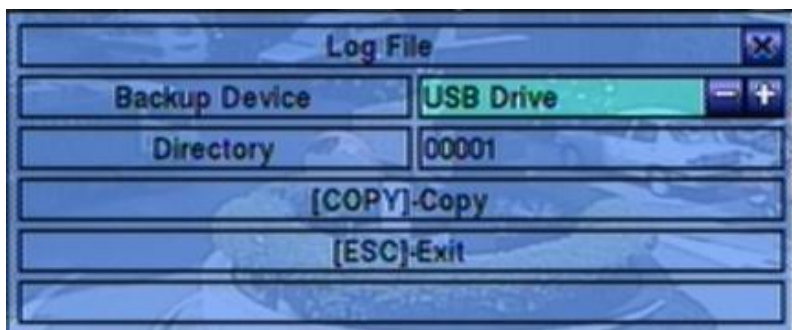 Log File
Backup Device USB Drive
Directory 00001
[COPY]-Copy
[ESC]-Exit